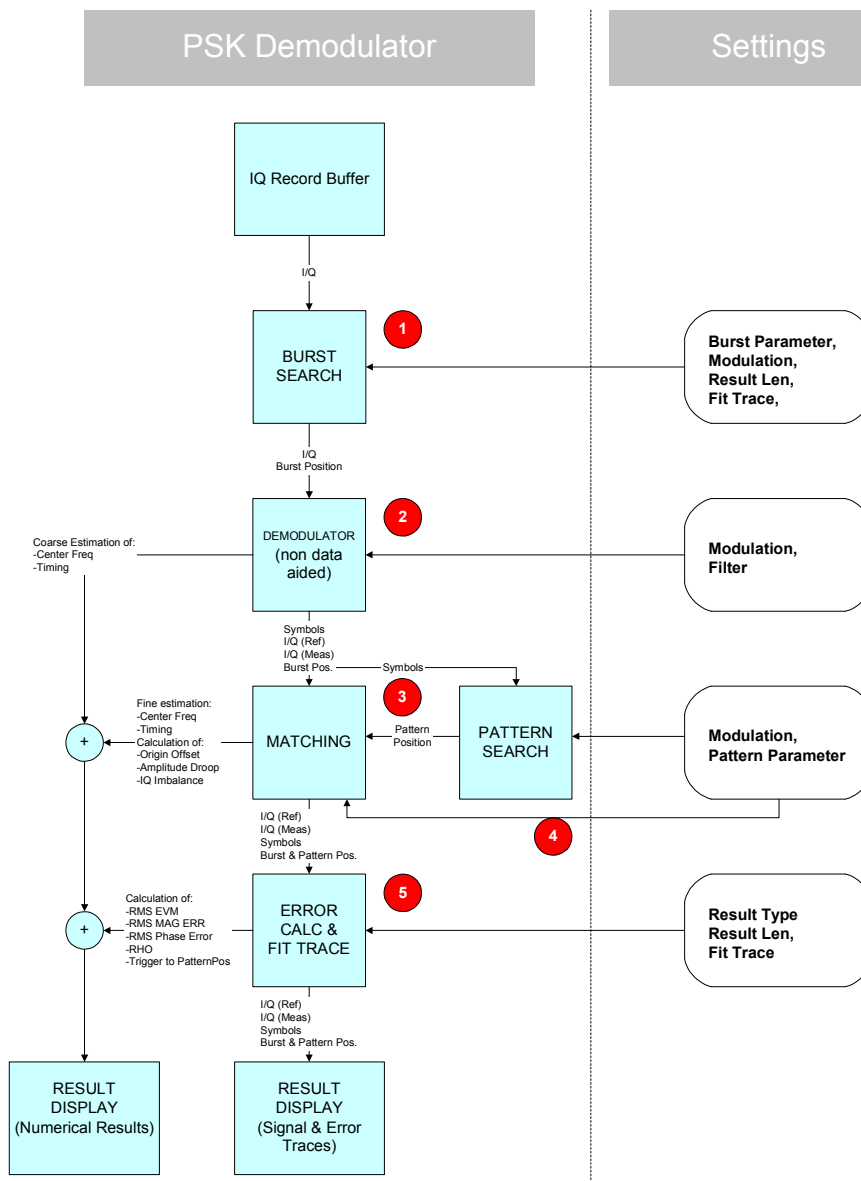 PSK Demodulator
Settings
IQ Record Buffer
I/Q
1
BURST
SEARCH
Burst Parameter,
Modulation,
Result Len,
Fit Trace,
I/Q
Burst Position
2
DEMODULATOR
(non data
aided)
Modulation,
Filter
Coarse Estimation of:
-Center Freq
-Timing
Symbols
I/Q (Ref)
I/Q (Meas)
Burst Pos.
Symbols
3
MATCHING
Pattern
Position
PATTERN
SEARCH
Modulation,
Pattern Parameter
Fine estimation:
-Center Freq
-Timing
Calculation of:
-Origin Offset
-Amplitude Droop
-IQ Imbalance
+
4
I/Q (Ref)
I/Q (Meas)
Symbols
Burst & Pattern Pos.
5
ERROR
CALC &
FIT TRACE
Result Type
Result Len,
Fit Trace
Calculation of:
-RMS EVM
-RMS MAG ERR
-RMS Phase Error
-RHO
-Trigger to PatternPos
+
I/Q (Ref)
I/Q (Meas)
Symbols
Burst & Pattern Pos.
RESULT
DISPLAY
(Numerical Results)
RESULT
DISPLAY
(Signal & Error
Traces)